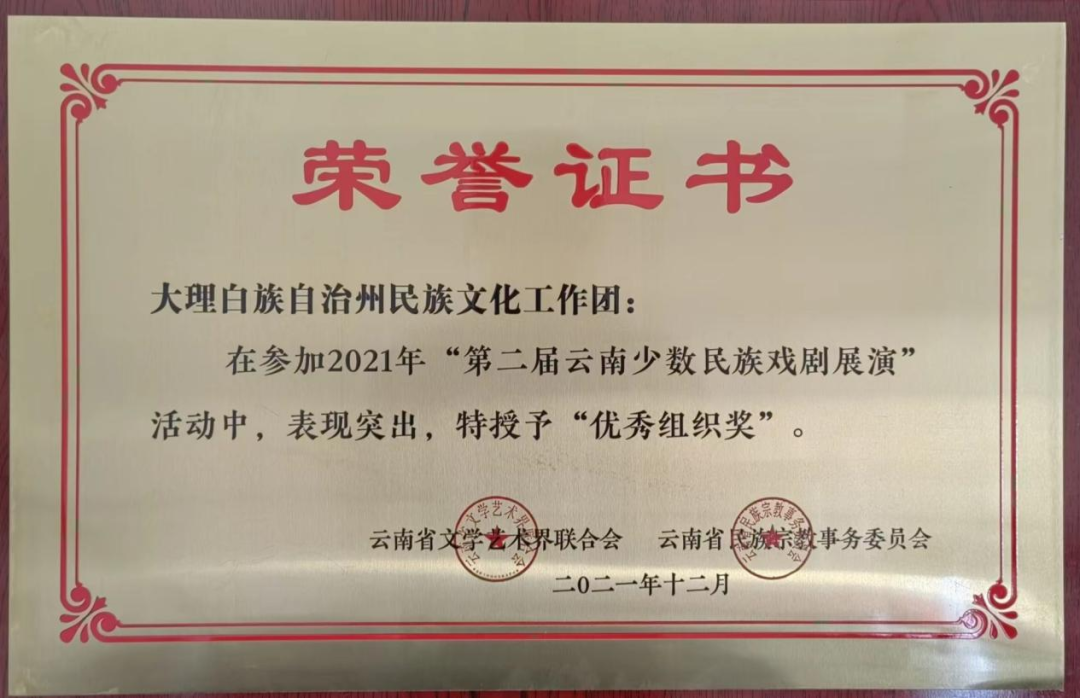 荣誉证书
大理白族自治州民族文化工作团：
在参加2021年“第二届云南少数民族戏剧展演”
活动中，表现突出，特授予“优秀组织奖”。
云南省文学艺术界联合会 云南省民族宗教事务委员会
二〇二一年十二月